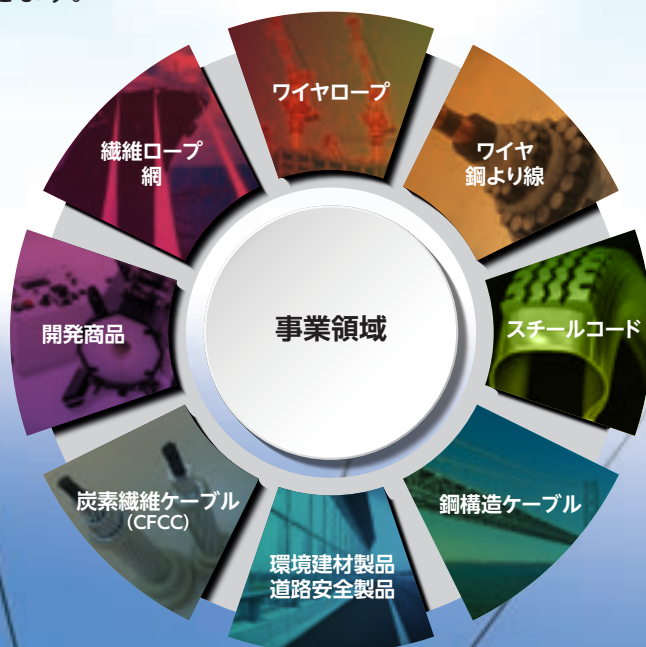 ます。
ワイヤロープ
ワイヤ
鋼より線
スチールコード
鋼構造ケーブル
環境建材製品
道路安全製品
炭素繊維ケーブル
(CFCC)
開発商品
繊維ロープ
網
事業領域